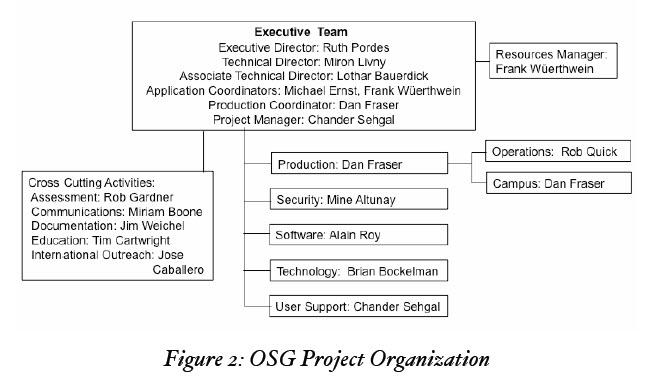 Executive Team
Executive Director: Ruth Pordes
Technical Director: Miron Livny
Associate Technical Director: Lothar Bauerdick
Application Coordinators: Michael Ernst, Frank Wüerthwein
Production Coordinator: Dan Fraser
Project Manager: Chander Sehgal
Resources Manager:
Frank Wüerthwein
Cross Cutting Activities:
Assessment: Rob Gardner
Communications: Miriam Boone
Documentation: Jim Weichel
Education: Tim Cartwright
International Outreach: Jose
Caballero
Production: Dan Fraser
Operations: Rob Quick
Campus: Dan Fraser
Security: Mine Altunay
Software: Alain Roy
Technology: Brian Bockelman
User Support: Chander Sehgal
Figure 2: OSG Project Organization